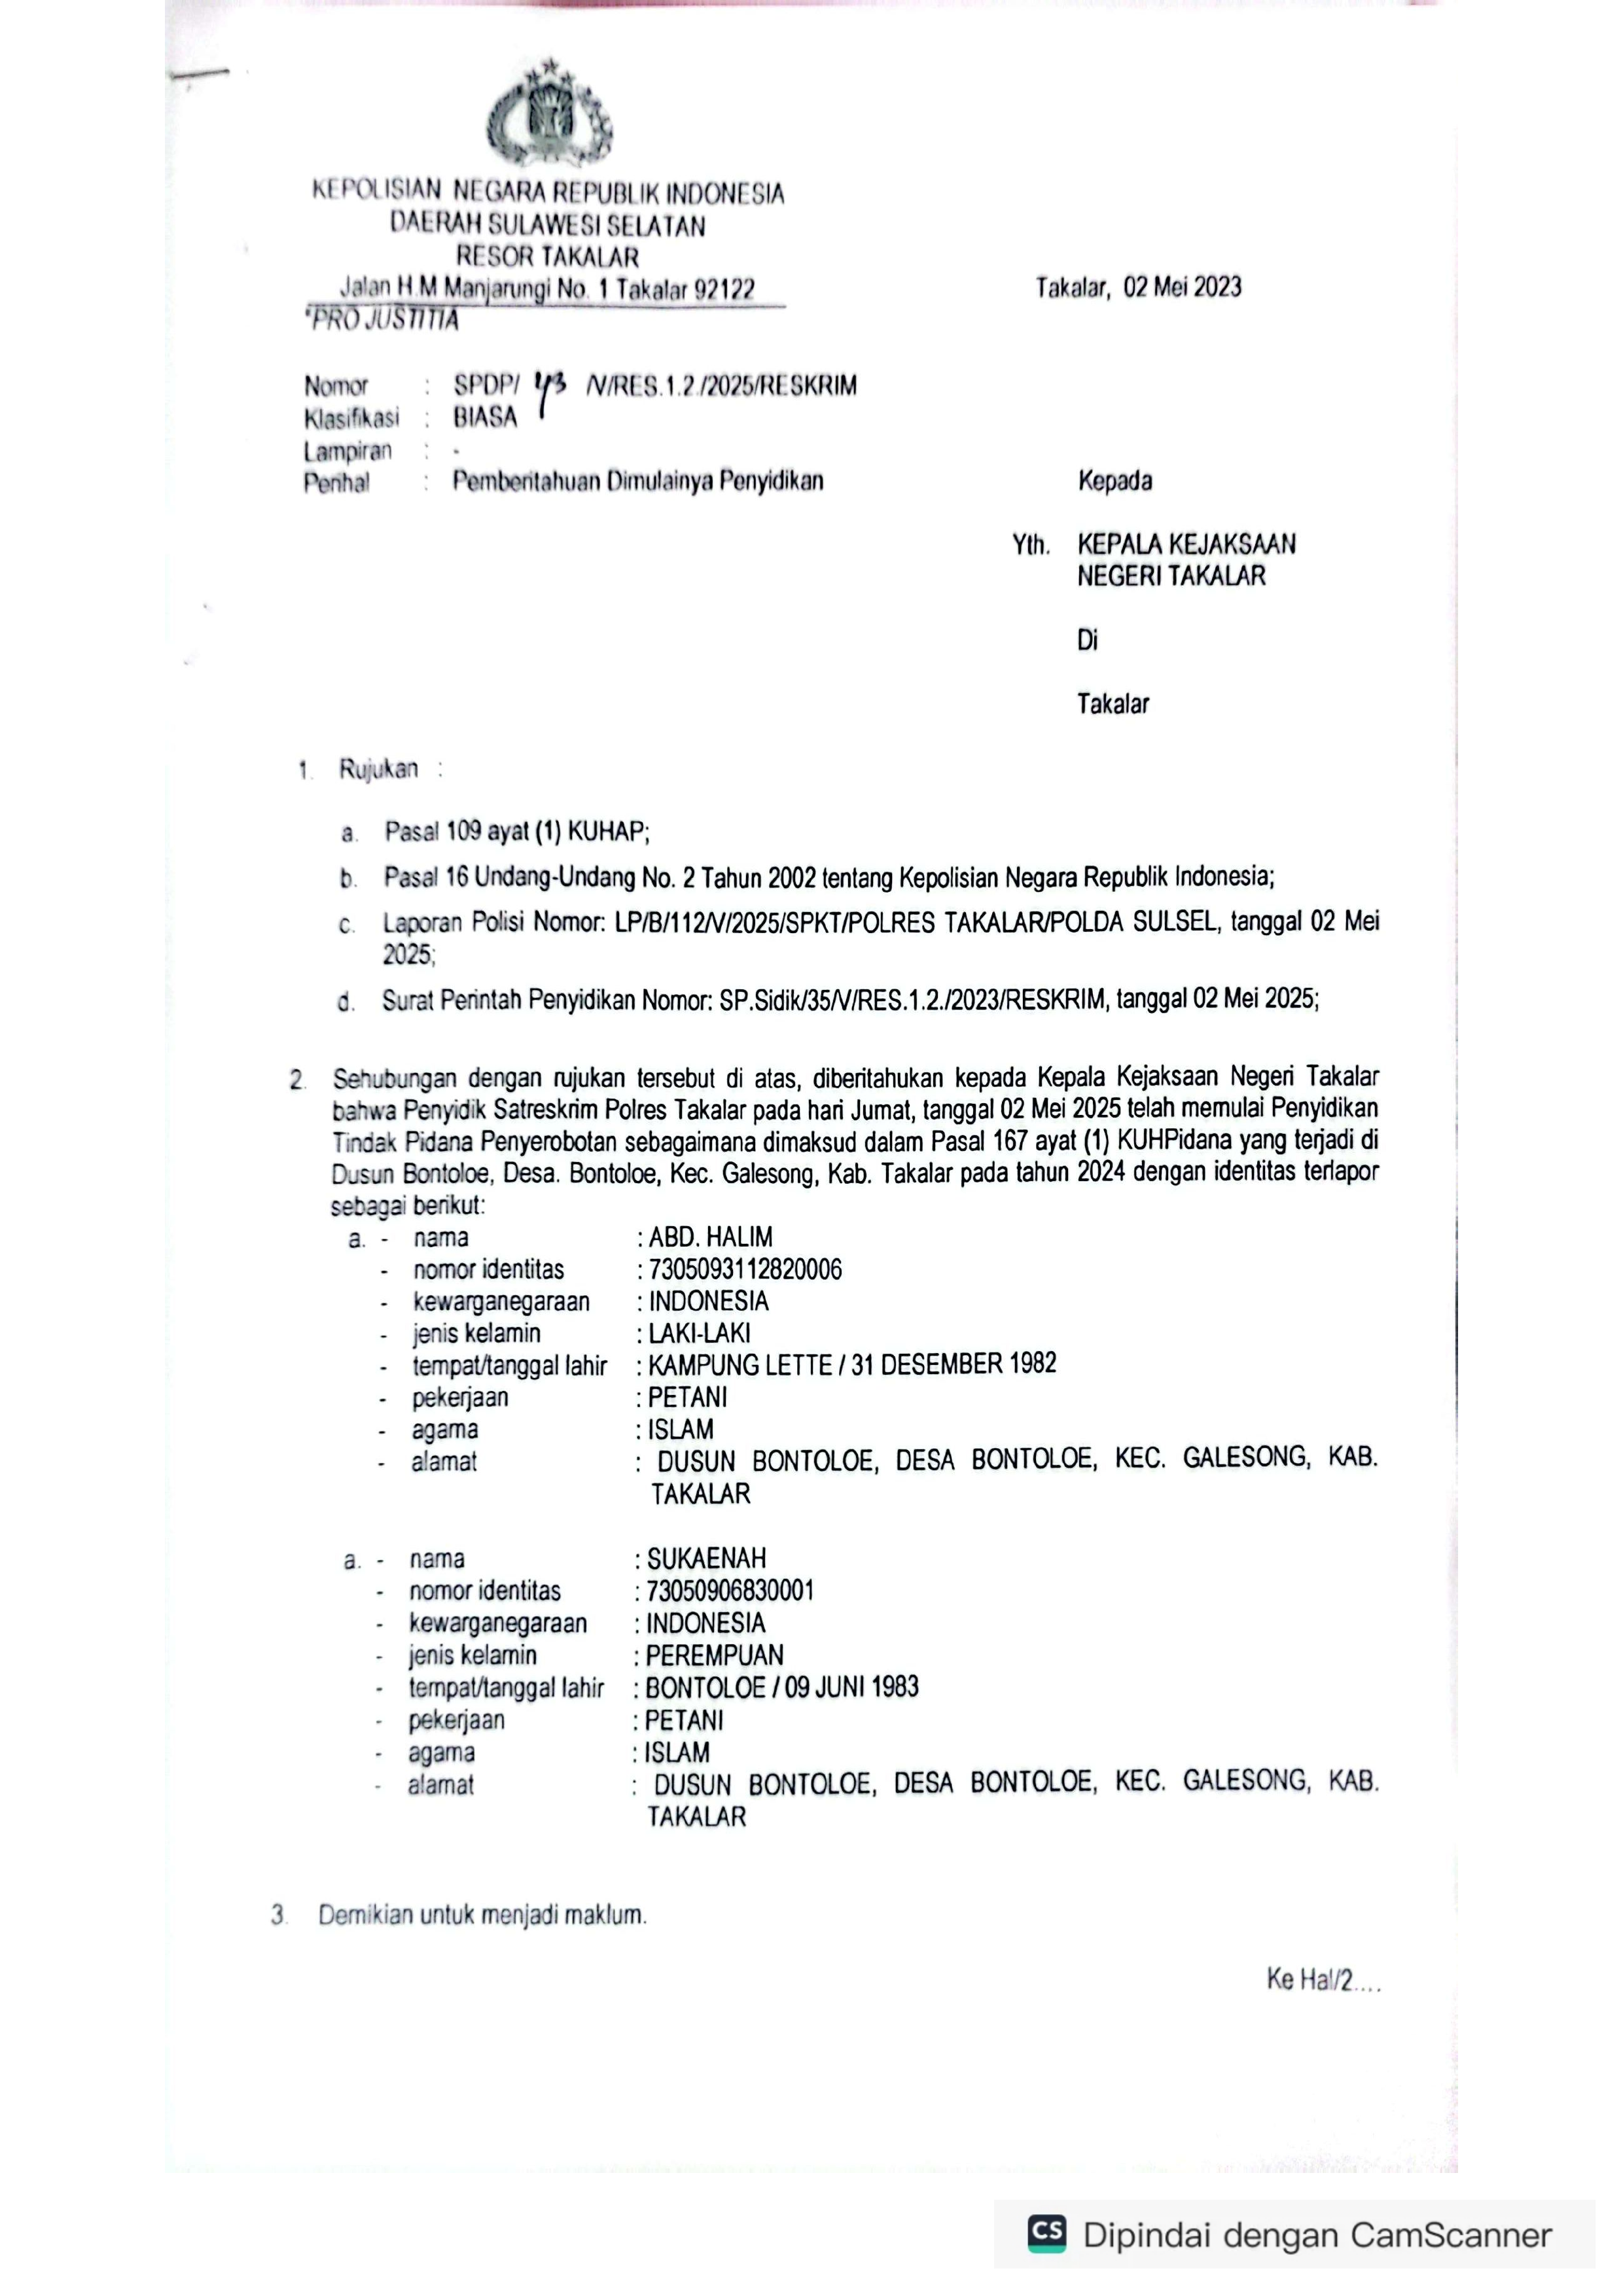 KEPOLISIAN NEGARA REPUBLIK INDONESIA
DAERAH SULAWESI SELATAN
RESOR TAKALAR
Jalan H.M Manjarungi No. 1 Takalar 92122
Takalar, 02 Mei 2023
"PRO JUSTITIA
Nomor : SPDP/ 43 /V/RES.1.2./2025/RESKRIM
Klasifikasi : BIASA
Lampiran : -
Perihal : Pemberitahuan Dimulainya Penyidikan
Kepada
Yth. KEPALA KEJAKSAAN
NEGERI TAKALAR
Di
Takalar
1. Rujukan :
a. Pasal 109 ayat (1) KUHAP;
b. Pasal 16 Undang-Undang No. 2 Tahun 2002 tentang Kepolisian Negara Republik Indonesia;
c. Laporan Polisi Nomor: LP/B/112/V/2025/SPKT/POLRES TAKALAR/POLDA SULSEL, tanggal 02 Mei
2025;
d. Surat Perintah Penyidikan Nomor: SP.Sidik/35/V/RES.1.2./2023/RESKRIM, tanggal 02 Mei 2025;
2. Sehubungan dengan rujukan tersebut di atas, diberitahukan kepada Kepala Kejaksaan Negeri Takalar
bahwa Penyidik Satreskrim Polres Takalar pada hari Jumat, tanggal 02 Mei 2025 telah memulai Penyidikan
Tindak Pidana Penyerobotan sebagaimana dimaksud dalam Pasal 167 ayat (1) KUHPidana yang terjadi di
Dusun Bontoloe, Desa. Bontoloe, Kec. Galesong, Kab. Takalar pada tahun 2024 dengan identitas terlapor
sebagai berikut:
a. - nama : ABD. HALIM
- nomor identitas : 7305093112820006
- kewarganegaraan : INDONESIA
- jenis kelamin : LAKI-LAKI
- tempat/tanggal lahir : KAMPUNG LETTE / 31 DESEMBER 1982
- pekerjaan : PETANI
- agama : ISLAM
- alamat : DUSUN BONTOLOE, DESA BONTOLOE, KEC. GALESONG, KAB.
TAKALAR
a. - nama : SUKAENAH
- nomor identitas : 73050906830001
- kewarganegaraan : INDONESIA
- jenis kelamin : PEREMPUAN
- tempat/tanggal lahir : BONTOLOE / 09 JUNI 1983
- pekerjaan : PETANI
- agama : ISLAM
- alamat : DUSUN BONTOLOE, DESA BONTOLOE, KEC. GALESONG, KAB.
TAKALAR
3. Demikian untuk menjadi maklum.
Ke Hal/2....
CS Dipindai dengan CamScanner